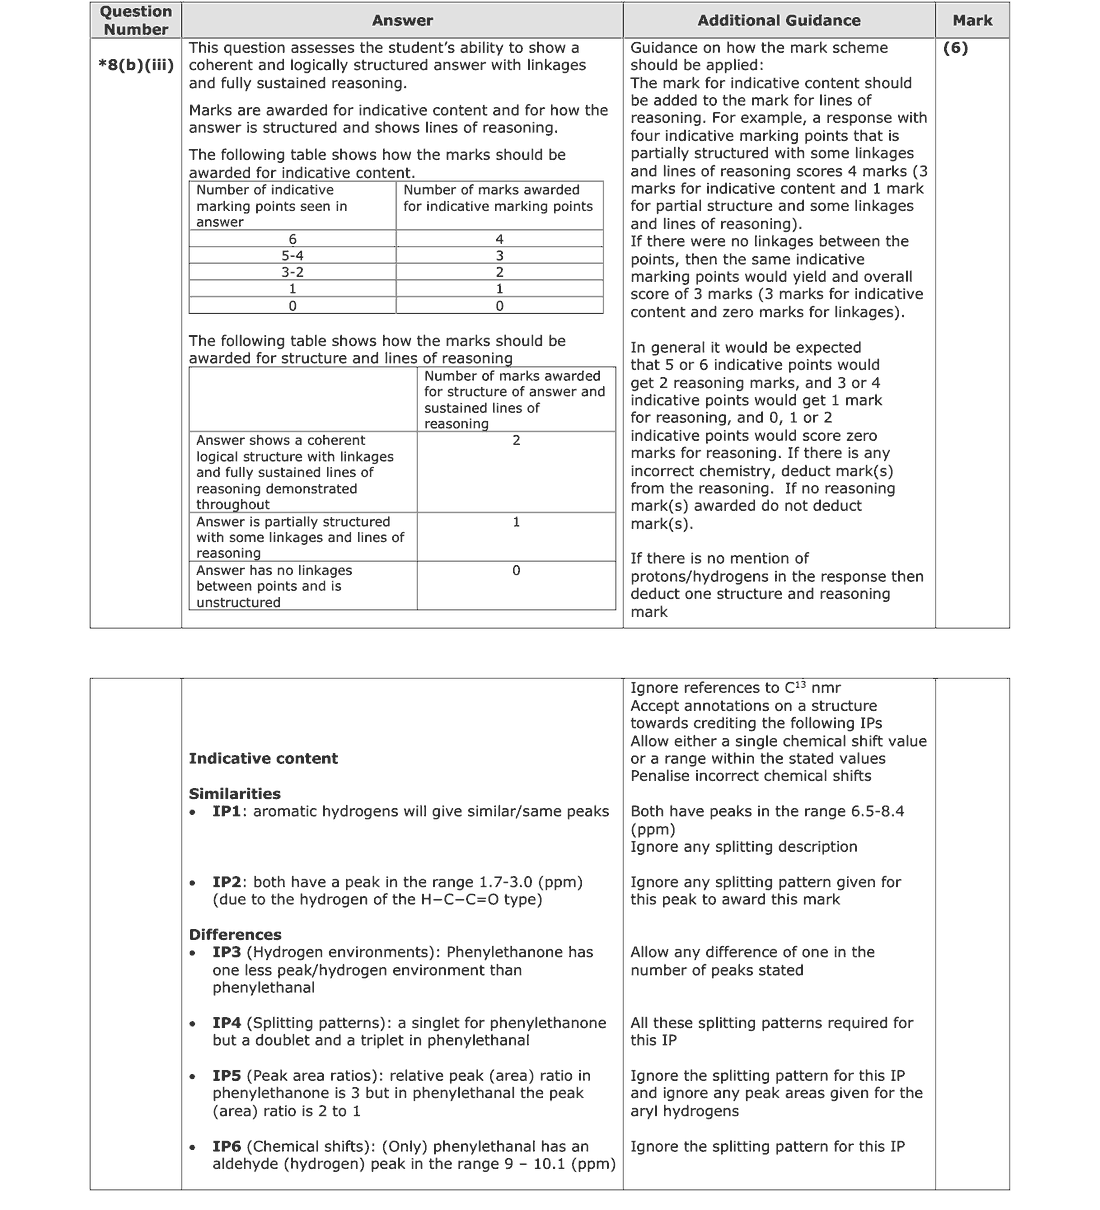 Question Number
Answer
Additional Guidance
Mark
*8(b)(iii)
This question assesses the student's ability to show a
coherent and logically structured answer with linkages
and fully sustained reasoning.
Marks are awarded for indicative content and for how the
answer is structured and shows lines of reasoning.
The following table shows how the marks should be
awarded for indicative content.
Number of indicative
marking points seen in
answer
Number of marks awarded
for indicative marking points
6 4
5-4 3
3-2 2
1 1
0 0
The following table shows how the marks should be
awarded for structure and lines of reasoning
Number of marks awarded
for structure of answer and
sustained lines of
reasoning
Answer shows a coherent
logical structure with linkages
and fully sustained lines of
reasoning demonstrated
throughout
2
Answer is partially structured
with some linkages and lines of
reasoning
1
Answer has no linkages
between points and is
unstructured
0
Guidance on how the mark scheme
should be applied:
The mark for indicative content should
be added to the mark for lines of
reasoning. For example, a response with
four indicative marking points that is
partially structured with some linkages
and lines of reasoning scores 4 marks (3
marks for indicative content and 1 mark
for partial structure and some linkages
and lines of reasoning).
If there were no linkages between the
points, then the same indicative
marking points would yield and overall
score of 3 marks (3 marks for indicative
content and zero marks for linkages).
In general it would be expected
that 5 or 6 indicative points would
get 2 reasoning marks, and 3 or 4
indicative points would get 1 mark
for reasoning, and 0, 1 or 2
indicative points would score zero
marks for reasoning. If there is any
incorrect chemistry, deduct mark(s)
from the reasoning.  If no reasoning
mark(s) awarded do not deduct
mark(s).
If there is no mention of
protons/hydrogens in the response then
deduct one structure and reasoning
mark
(6)
Ignore references to C¹³ nmr
Accept annotations on a structure
towards crediting the following IPs
Allow either a single chemical shift value
or a range within the stated values
Penalise incorrect chemical shifts
Indicative content
Similarities
• IP1: aromatic hydrogens will give similar/same peaks
Both have peaks in the range 6.5-8.4
(ppm)
Ignore any splitting description
• IP2: both have a peak in the range 1.7-3.0 (ppm)
(due to the hydrogen of the H−C−C=O type)
Ignore any splitting pattern given for
this peak to award this mark
Differences
• IP3 (Hydrogen environments): Phenylethanone has
one less peak/hydrogen environment than
phenylethanal
Allow any difference of one in the
number of peaks stated
• IP4 (Splitting patterns): a singlet for phenylethanone
but a doublet and a triplet in phenylethanal
All these splitting patterns required for
this IP
• IP5 (Peak area ratios): relative peak (area) ratio in
phenylethanone is 3 but in phenylethanal the peak
(area) ratio is 2 to 1
Ignore the splitting pattern for this IP
and ignore any peak areas given for the
aryl hydrogens
• IP6 (Chemical shifts): (Only) phenylethanal has an
aldehyde (hydrogen) peak in the range 9 – 10.1 (ppm)
Ignore the splitting pattern for this IP